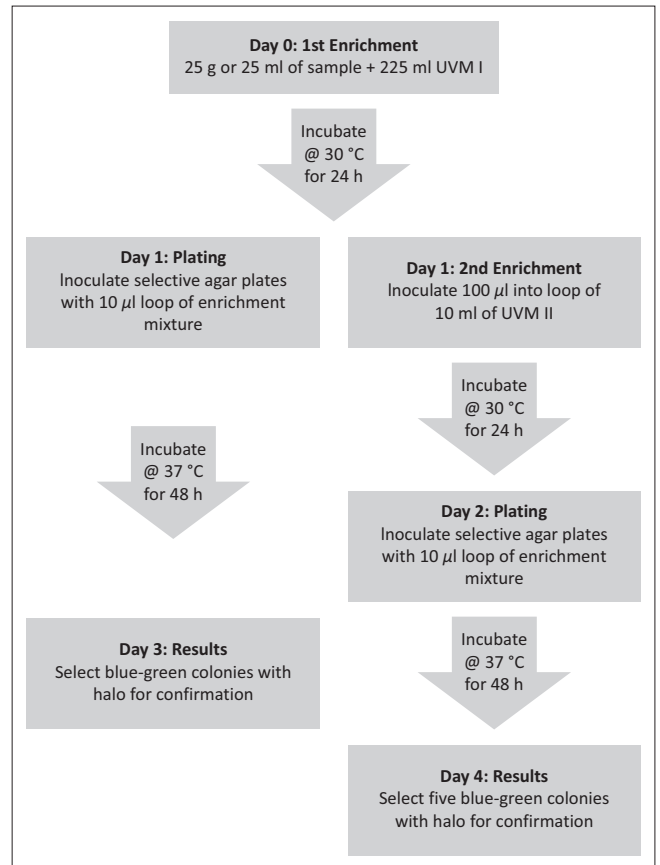 Day 0: 1st Enrichment
25 g or 25 ml of sample + 225 ml UVM I
Incubate
@ 30 °C
for 24 h
Day 1: Plating
Inoculate selective agar plates
with 10 µl loop of enrichment
mixture
Day 1: 2nd Enrichment
Inoculate 100 µl into loop of
10 ml of UVM II
Incubate
@ 37 °C
for 48 h
Incubate
@ 30 °C
for 24 h
Day 2: Plating
Inoculate selective agar plates
with 10 µl loop of enrichment
mixture
Day 3: Results
Select blue-green colonies with
halo for confirmation
Incubate
@ 37 °C
for 48 h
Day 4: Results
Select five blue-green colonies
with halo for confirmation